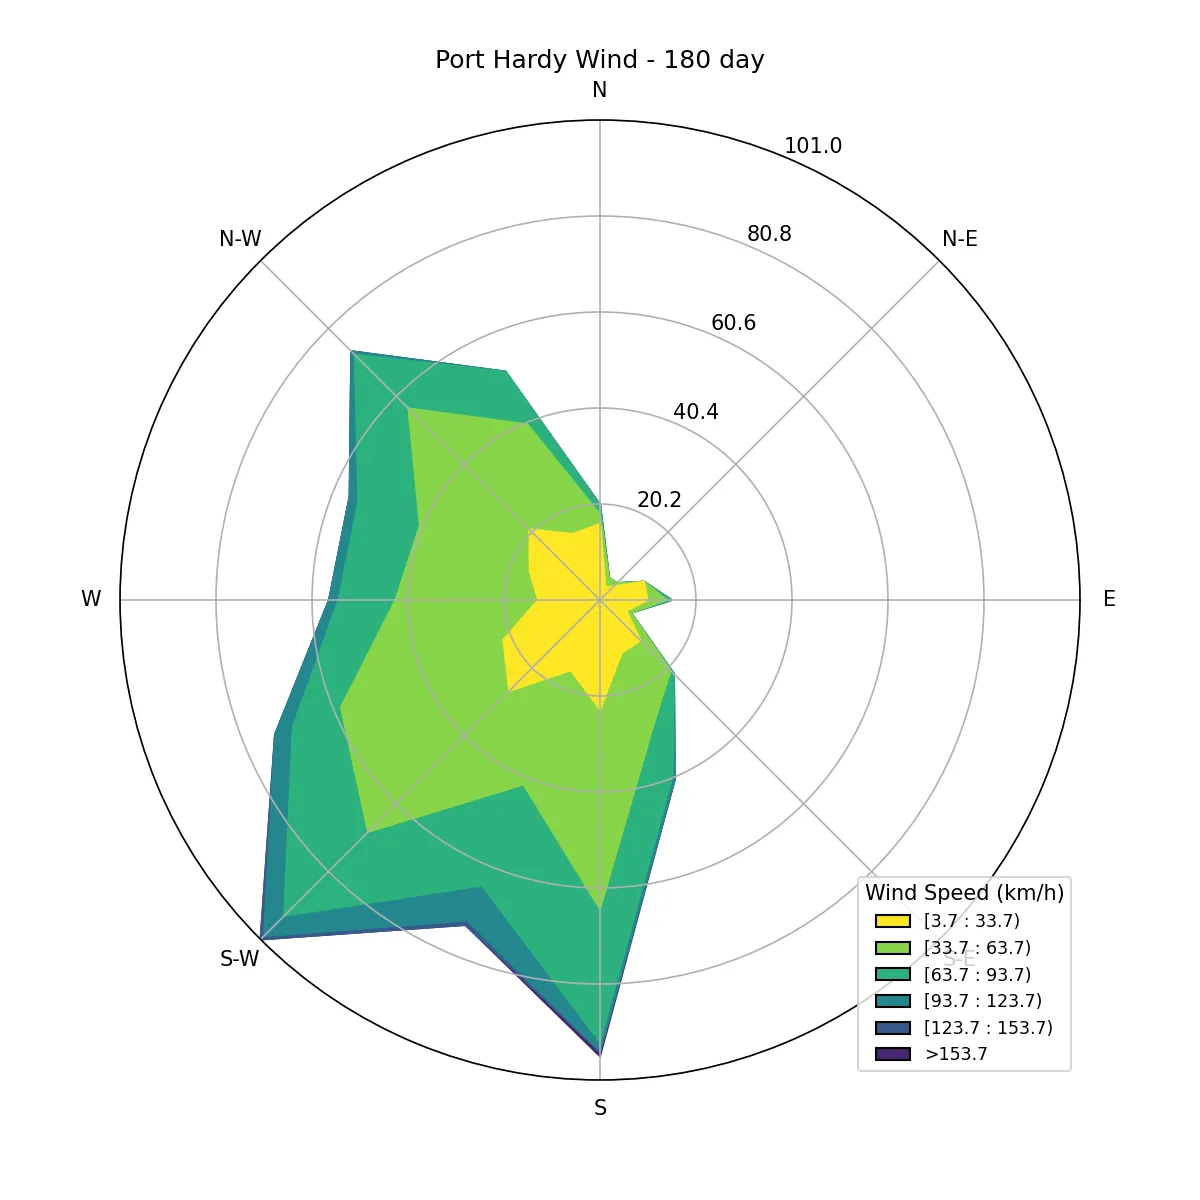 Port Hardy Wind - 180 day
N
101.0
N-W
N-E
80.8
60.6
40.4
20.2
W
E
S-W
S-E
S
Wind Speed (km/h)
[3.7 : 33.7)
[33.7 : 63.7)
[63.7 : 93.7)
[93.7 : 123.7)
[123.7 : 153.7)
>153.7